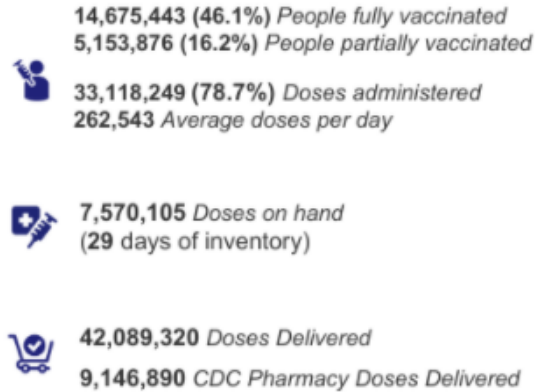 14,675,443 (46.1%) People fully vaccinated
5,153,876 (16.2%) People partially vaccinated
33,118,249 (78.7%) Doses administered
262,543 Average doses per day
7,570,105 Doses on hand
(29 days of inventory)
42,089,320 Doses Delivered
9,146,890 CDC Pharmacy Doses Delivered